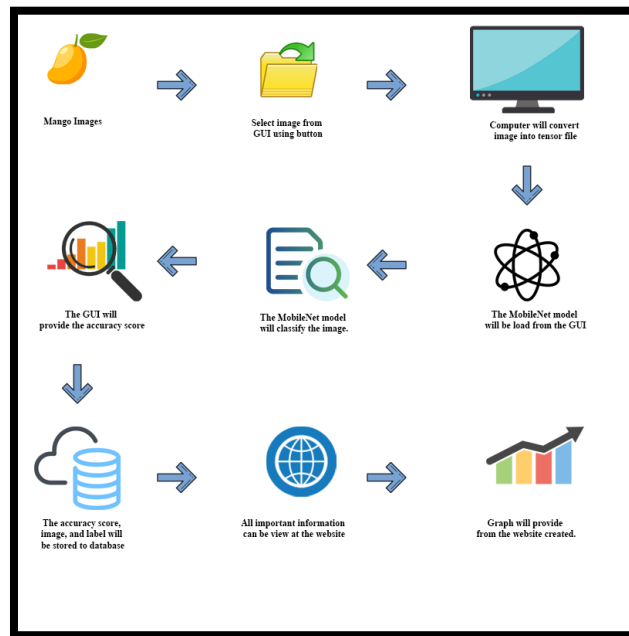 Mango Images
Select image from
GUI using button
Computer will convert
image into tensor file
The GUI will
provide the accuracy score
The MobileNet model
will classify the image.
The MobileNet model
will be load from the GUI
The accuracy score,
image, and label will
be stored to database
All important information
can be view at the website
Graph will provide
from the website created.